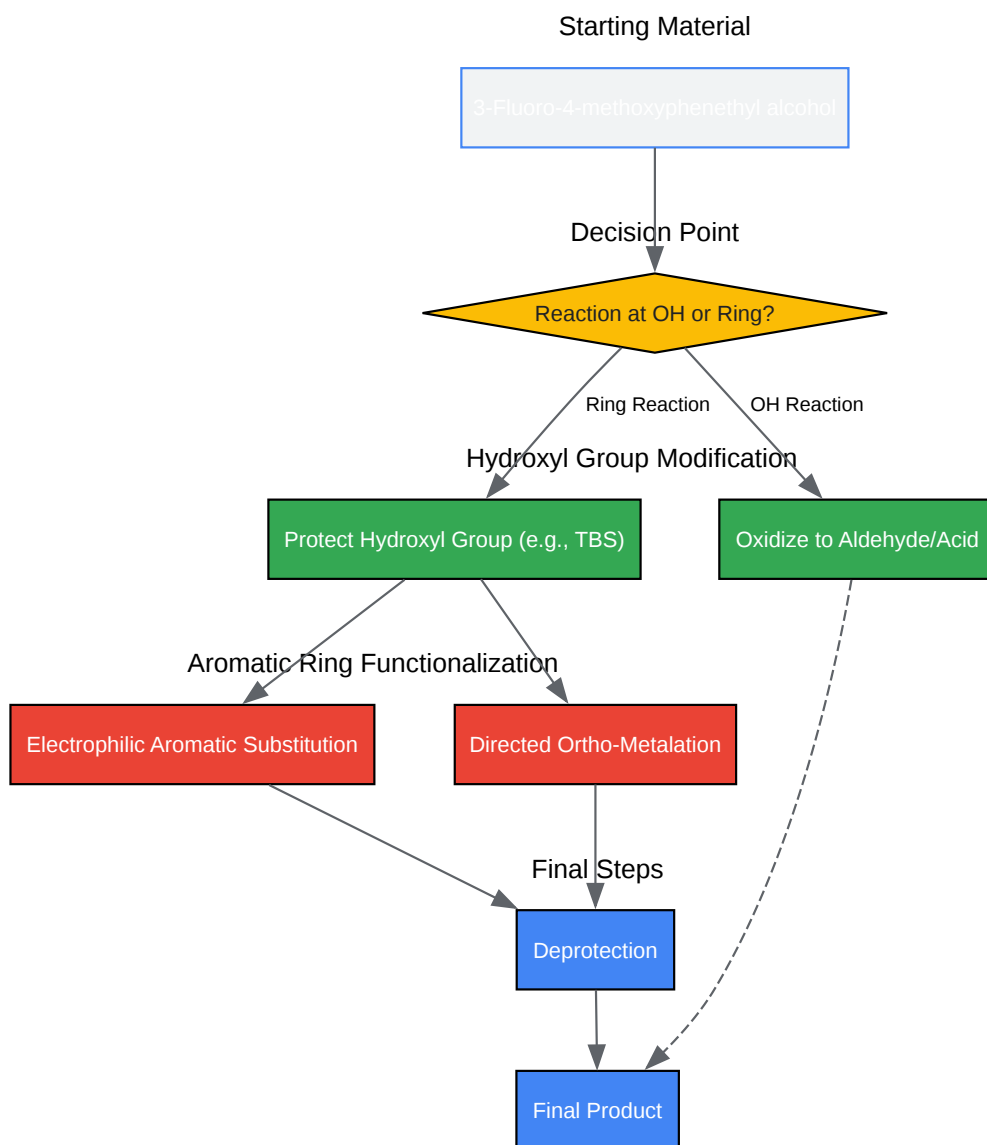 Starting Material
3-Fluoro-4-methoxyphenethyl alcohol
Decision Point
Reaction at OH or Ring?
Ring Reaction
OH Reaction
Hydroxyl Group Modification
Protect Hydroxyl Group (e.g., TBS)
Oxidize to Aldehyde/Acid
Aromatic Ring Functionalization
Electrophilic Aromatic Substitution
Directed Ortho-Metalation
Final Steps
Deprotection
Final Product